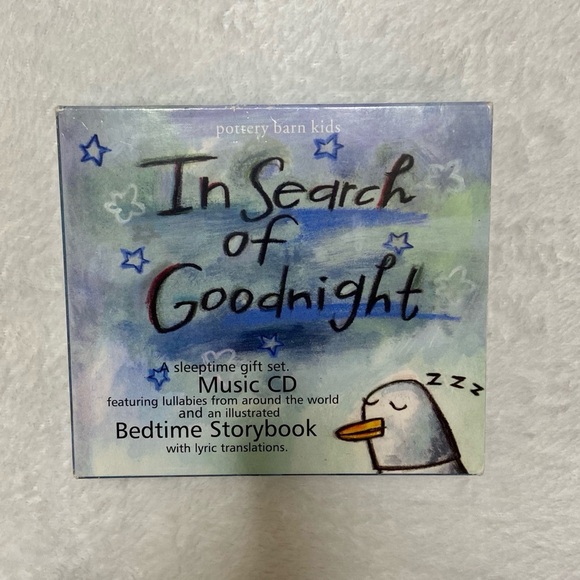 pottery barn kids
In Search
of
Goodnight
A sleeptime gift set.
Music CD
featuring lullabies from around the world
and an illustrated
Bedtime Storybook
with lyric translations.
z z z